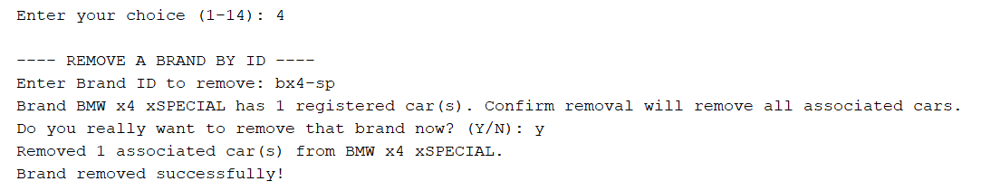 Enter your choice (1-14): 4
---- REMOVE A BRAND BY ID ----
Enter Brand ID to remove: bx4-sp
Brand BMW x4 xSPECIAL has 1 registered car(s). Confirm removal will remove all associated cars.
Do you really want to remove that brand now? (Y/N): y
Removed 1 associated car(s) from BMW x4 xSPECIAL.
Brand removed successfully!